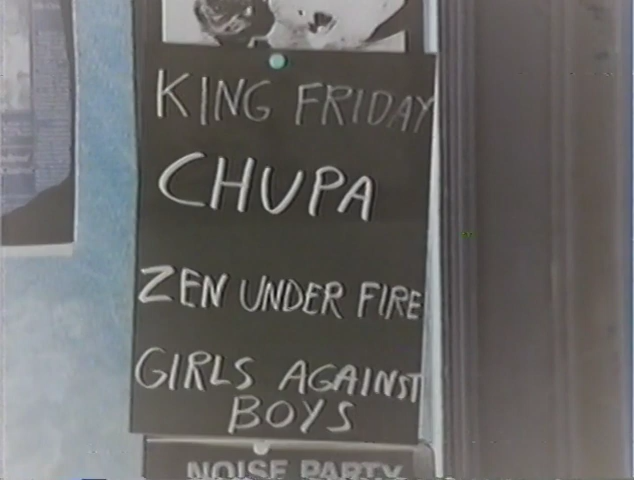 KING FRIDAY
CHUPA
ZEN UNDER FIRE
GIRLS AGAINST
BOYS
NOISE PARTY